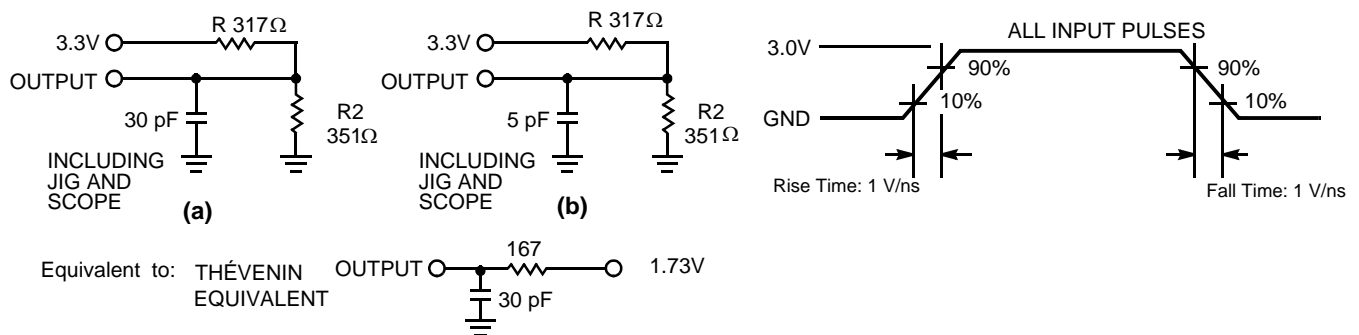 R 317Ω
3.3V
OUTPUT
30 pF
R2
351Ω
INCLUDING
JIG AND
SCOPE
(a)
R 317Ω
3.3V
OUTPUT
5 pF
R2
351Ω
INCLUDING
JIG AND
SCOPE
(b)
ALL INPUT PULSES
3.0V
90%
10%
GND
90%
10%
Rise Time: 1 V/ns
Fall Time: 1 V/ns
Equivalent to: THÉVENIN
EQUIVALENT
OUTPUT
167
1.73V
30 pF